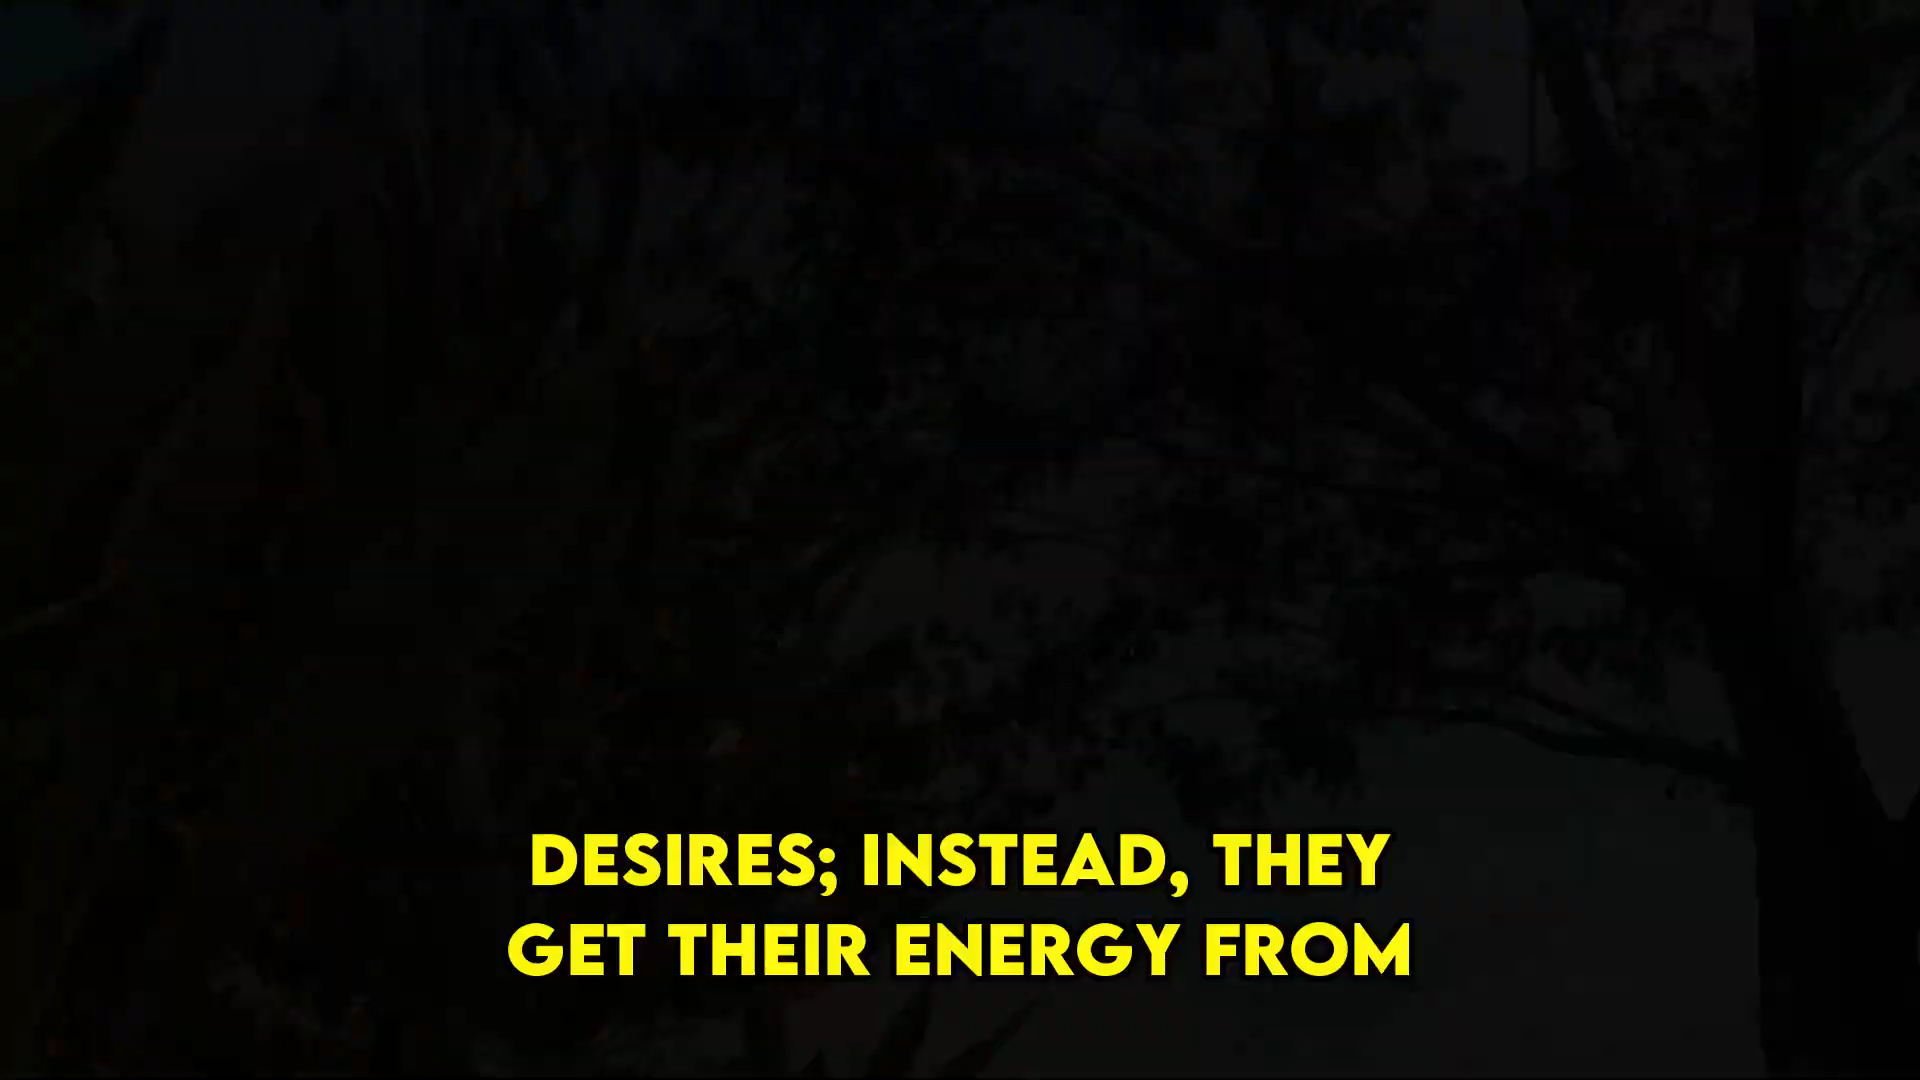 DESIRES; INSTEAD, THEY
GET THEIR ENERGY FROM